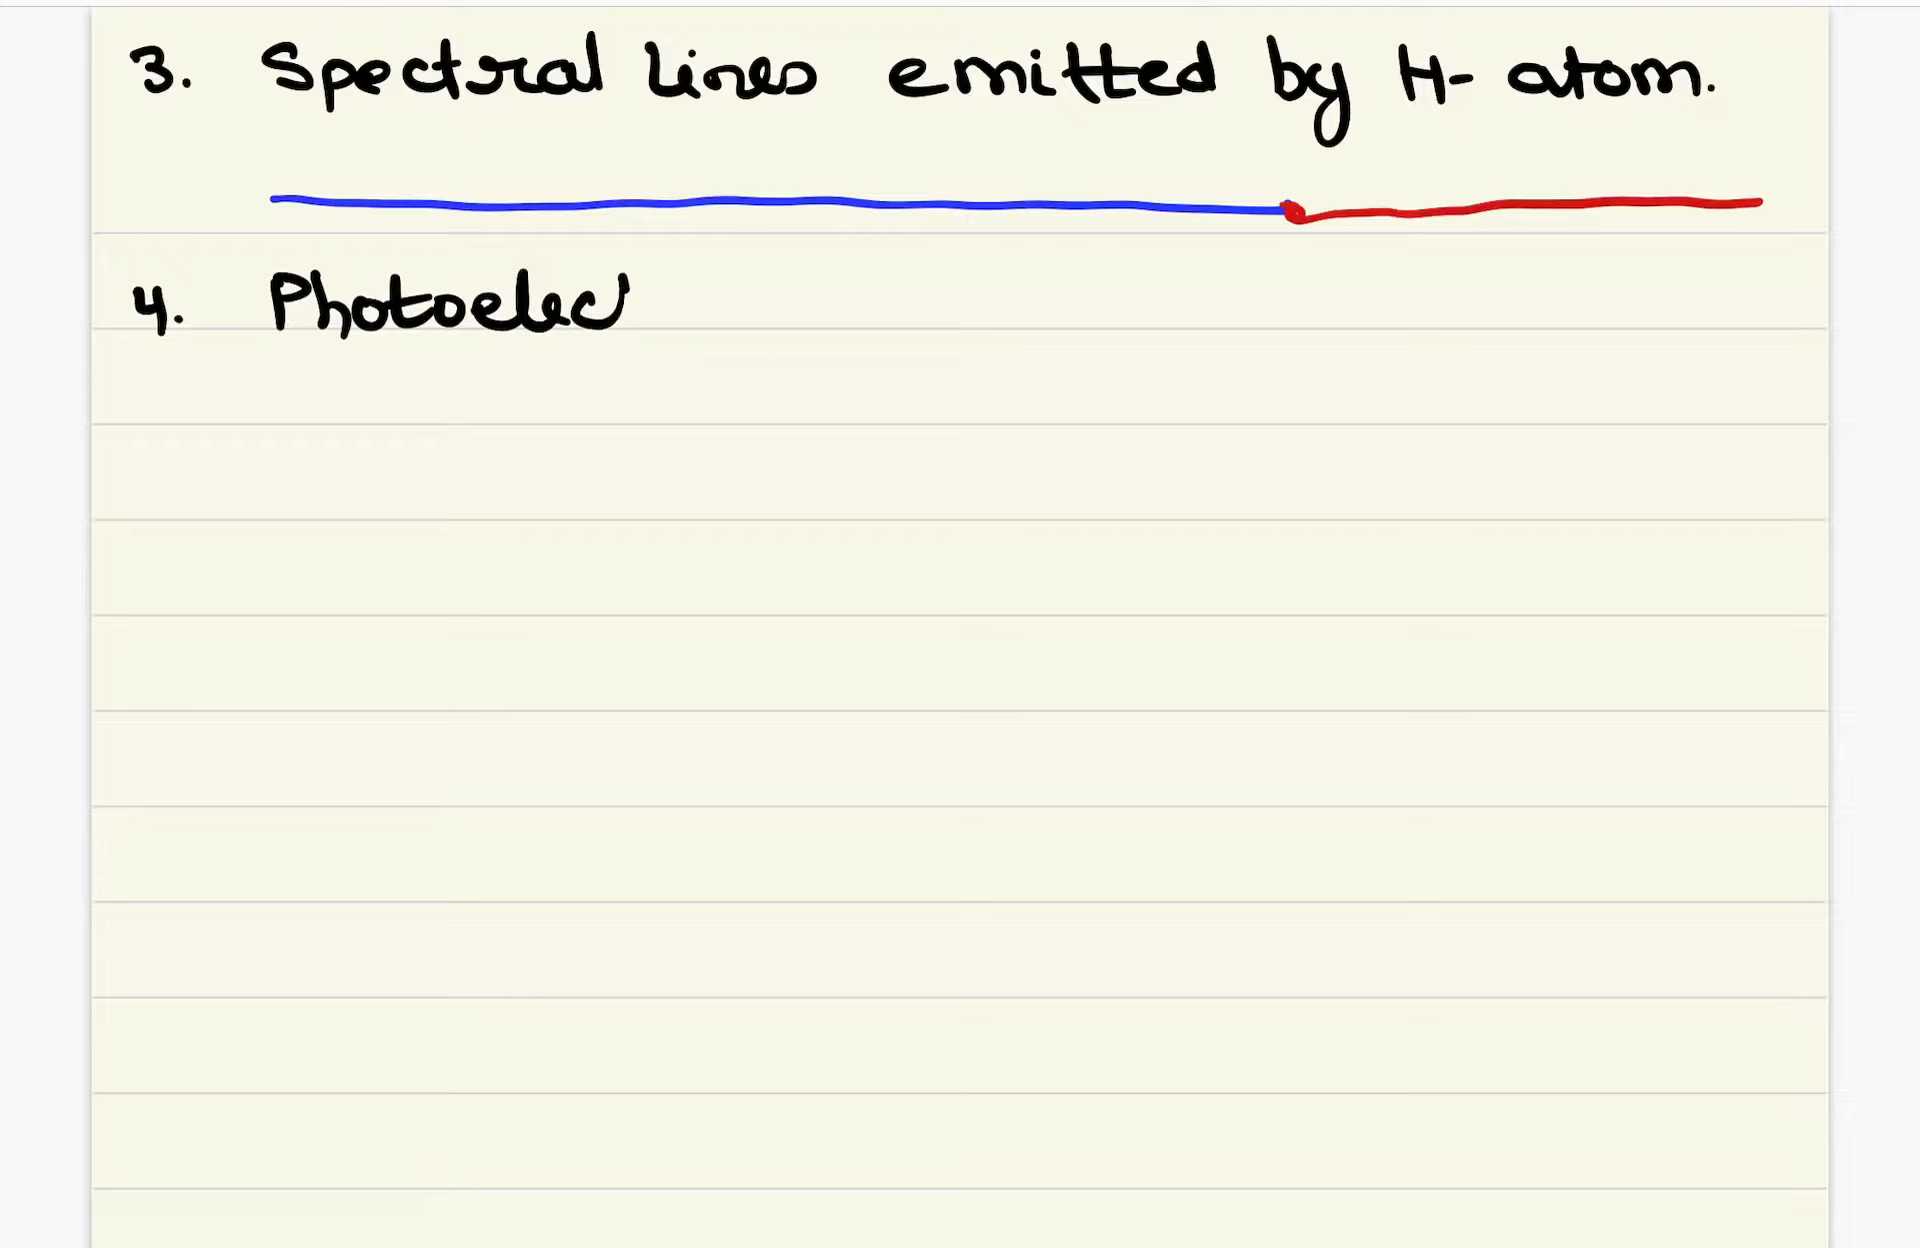 3. Spectral lines emitted by H- atom.
4. Photoelec